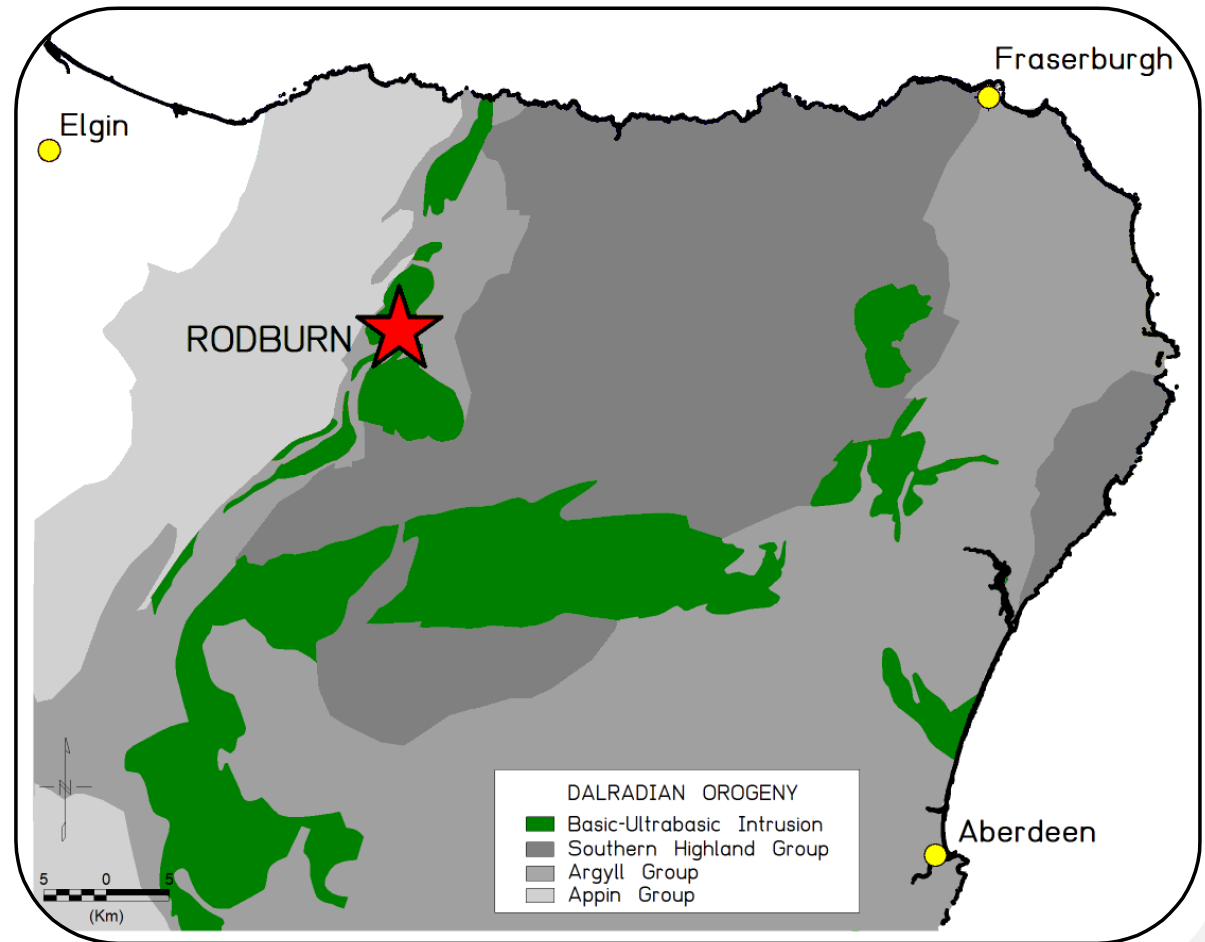 Fraserburgh
Elgin
RODBURN
DALRADIAN OROGENY
Basic-Ultrabasic Intrusion
Southern Highland Group
Argyll Group
Appin Group
Aberdeen
N
5 0 5
(Km)